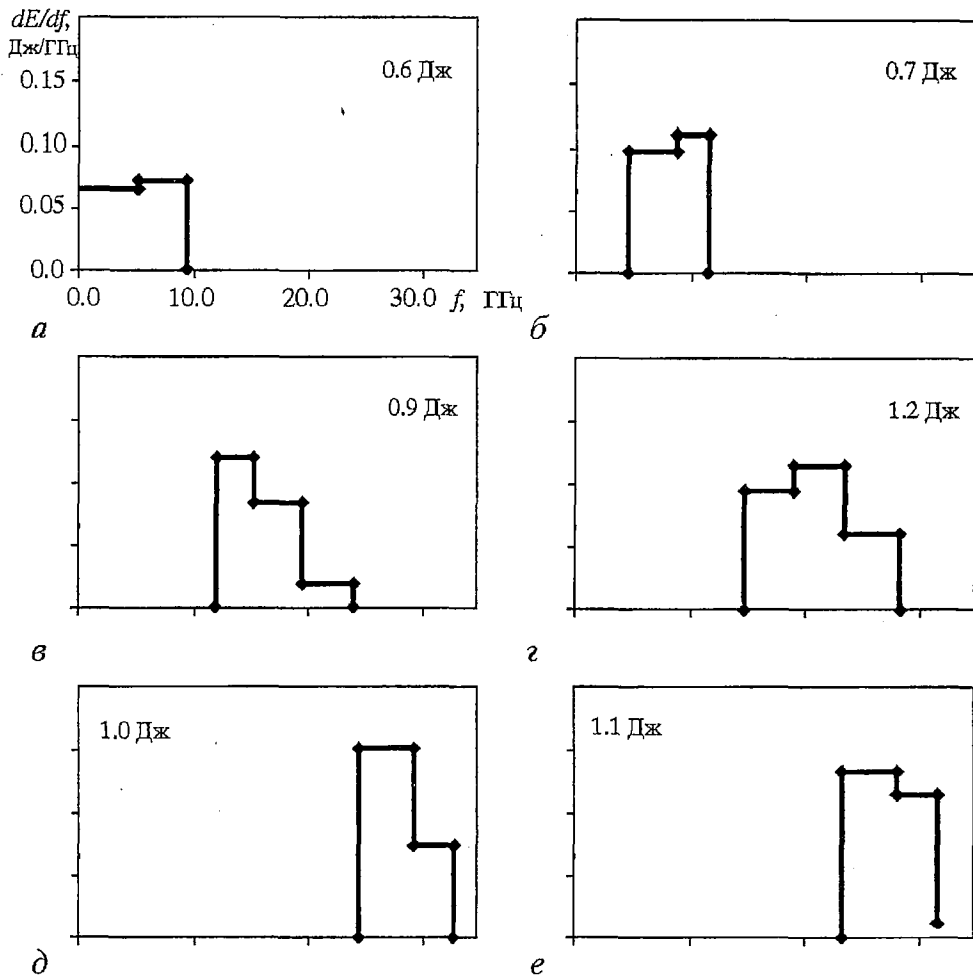 dE/df,
Дж/ГГц
0.6 Дж
0.7 Дж
0.15
0.10
0.05
0.0
0.0 10.0 20.0 30.0 f, ГГц
а
б
0.9 Дж
1.2 Дж
в
г
1.0 Дж
1.1 Дж
д
е